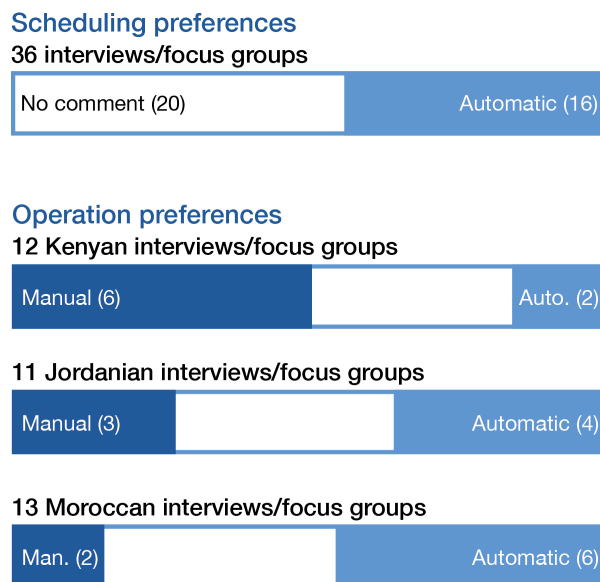 Scheduling preferences
36 interviews/focus groups
No comment (20) Automatic (16)
Operation preferences
12 Kenyan interviews/focus groups
Manual (6) Auto. (2)
11 Jordanian interviews/focus groups
Manual (3) Automatic (4)
13 Moroccan interviews/focus groups
Man. (2) Automatic (6)